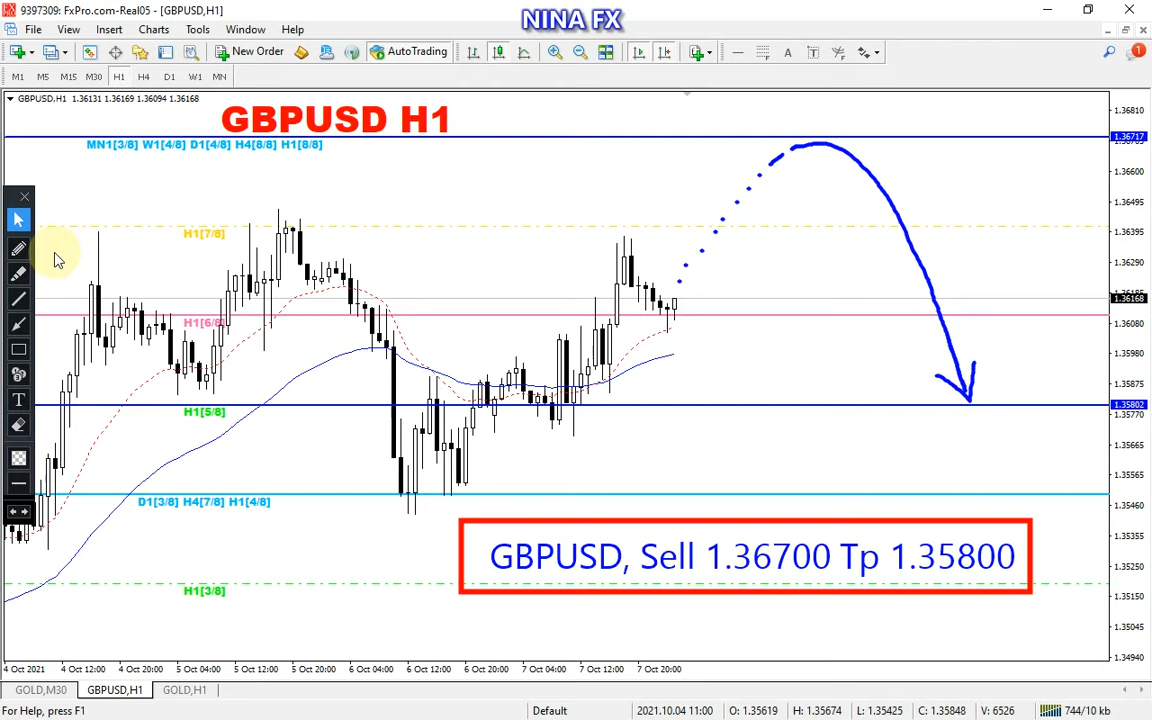 9397309: FxPro.com-Real05 - [GBPUSD,H1]
NINA FX
File View Insert Charts Tools Window Help
New Order AutoTrading
A T
1
M1 M5 M15 M30 H1 H4 D1 W1 MN
GBPUSD,H1 1.36131 1.36169 1.36094 1.36168
GBPUSD H1
MN1[3/8] W1[4/8] D1[4/8] H4[8/8] H1[8/8]
H1[7/8]
H1[6/8]
H1[5/8]
D1[3/8] H4[7/8] H1[4/8]
H1[3/8]
T
GBPUSD, Sell 1.36700 Tp 1.35800
1.36810
1.36717
1.36600
1.36495
1.36395
1.36290
1.36168
1.36080
1.35980
1.35875
1.35802
1.35770
1.35665
1.35565
1.35460
1.35355
1.35250
1.35150
1.35045
1.34940
4 Oct 2021 4 Oct 12:00 4 Oct 20:00 5 Oct 04:00 5 Oct 12:00 5 Oct 20:00 6 Oct 04:00 6 Oct 12:00 6 Oct 20:00 7 Oct 04:00 7 Oct 12:00 7 Oct 20:00
GOLD,M30 GBPUSD,H1 GOLD,H1
For Help, press F1 Default 2021.10.04 11:00 O: 1.35619 H: 1.35674 L: 1.35425 C: 1.35848 V: 6526 744/10 kb